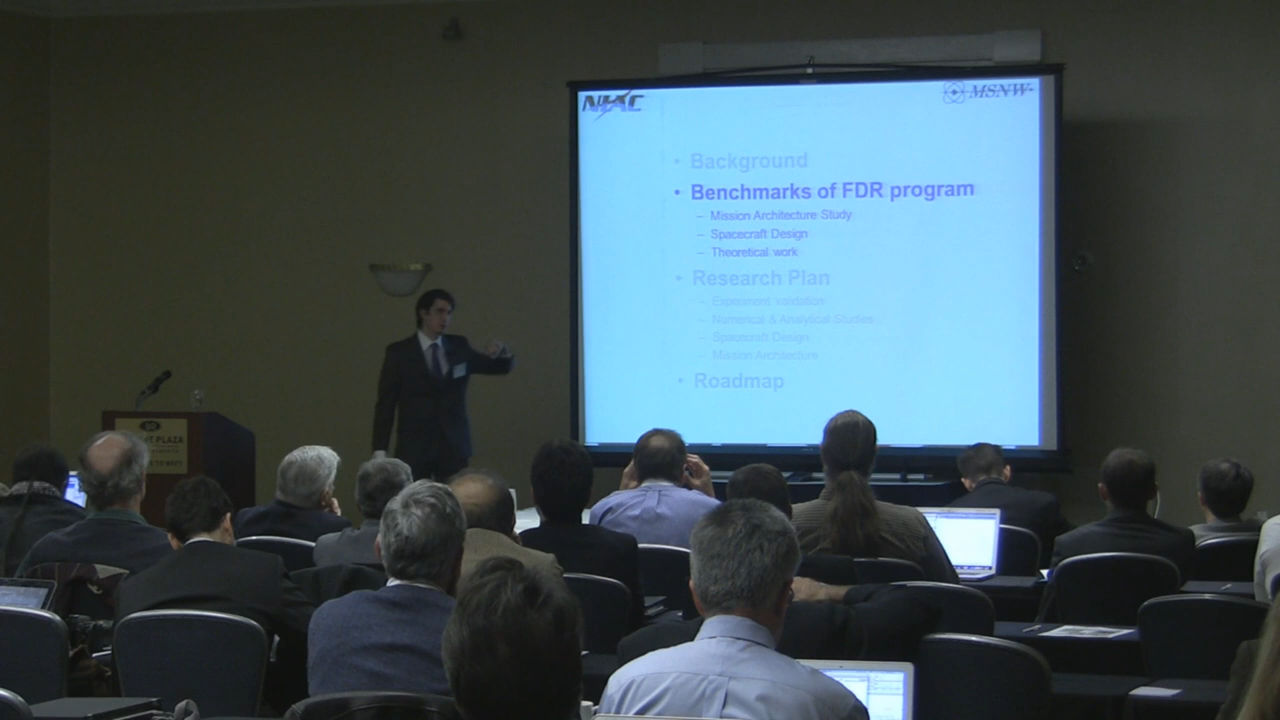 NIAC
MSNW
• Background
• Benchmarks of FDR program
– Mission Architecture Study
– Spacecraft Design
– Theoretical work
• Research Plan
– Experiment validation
– Numerical & Analytical Studies
– Spacecraft Design
– Mission Architecture
• Roadmap
PLAZA